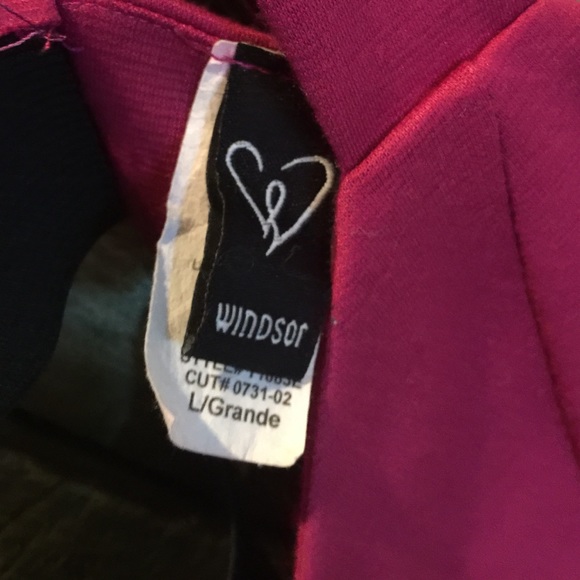 WINDSOR
CUT# 0731-02
L/Grande